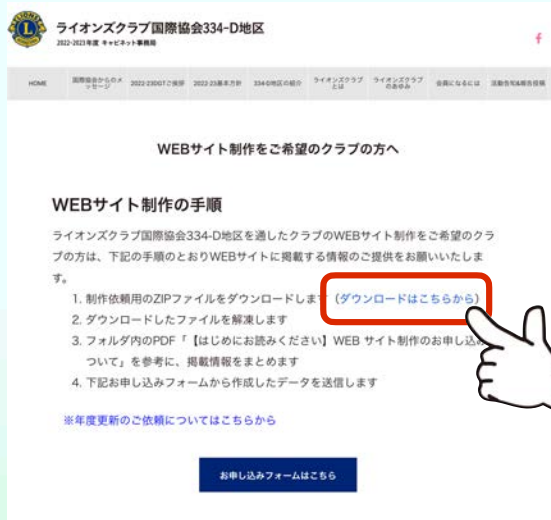 ライオンズクラブ国際協会334-D地区
2022-2023年度 キャビネット事務局
HOME
国際協会からのメッセージ
2022-23DGTご挨拶
2022-23基本方針
334-D地区の紹介
ライオンズクラブとは
ライオンズクラブのあゆみ
会員になるには
活動告知&報告投稿
WEBサイト制作をご希望のクラブの方へ
WEBサイト制作の手順
ライオンズクラブ国際協会334-D地区を通したクラブのWEBサイト制作をご希望のクラ
ブの方は、下記の手順のとおりWEBサイトに掲載する情報のご提供をお願いいたしま
す。
1. 制作依頼用のZIPファイルをダウンロードします（ダウンロードはこちらから）
2. ダウンロードしたファイルを解凍します
3. フォルダ内のPDF「【はじめにお読みください】WEB サイト制作のお申し込み
ついて」を参考に、掲載情報をまとめます
4. 下記お申し込みフォームから作成したデータを送信します
※年度更新のご依頼についてはこちらから
お申し込みフォームはこちら